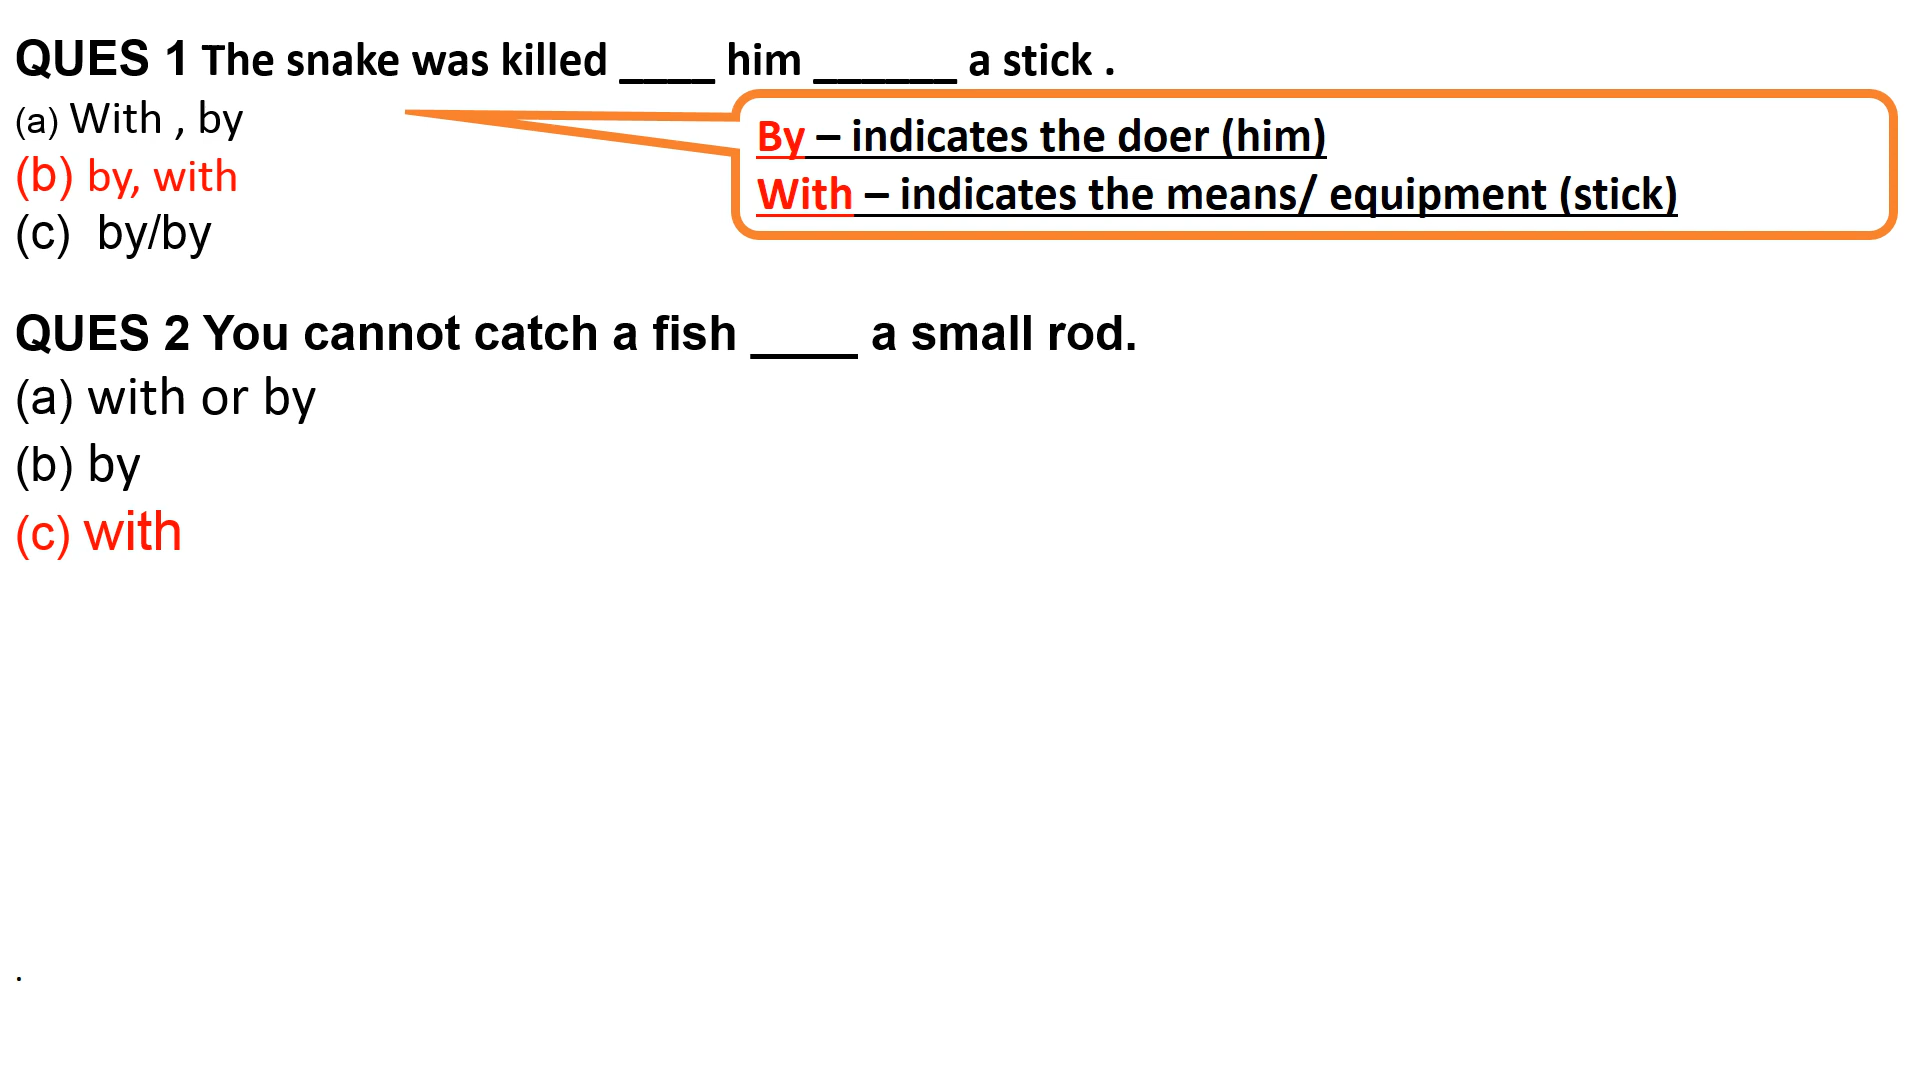 QUES 1 The snake was killed ____ him ______ a stick .
(a) With , by
(b) by, with
(c) by/by
By – indicates the doer (him)
With – indicates the means/ equipment (stick)
QUES 2 You cannot catch a fish ____ a small rod.
(a) with or by
(b) by
(c) with
.